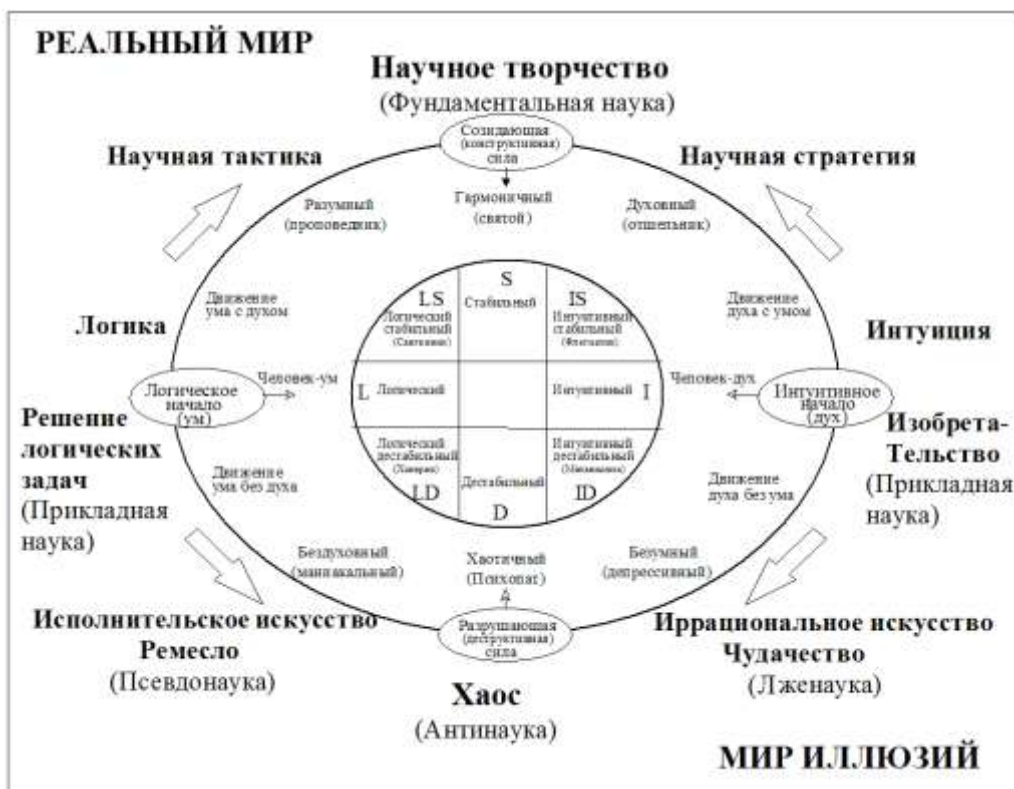 РЕАЛЬНЫЙ МИР
Научное творчество
(Фундаментальная наука)
Созидающая
(конструктивная)
сила
Научная тактика
Научная стратегия
Разумный
(проповедник)
Гармоничный
(святой)
Духовный
(отшельник)
Движение
ума с духом
Движение
духа с умом
S
Стабильный
LS
Логический
стабильный
(Сангвиник)
IS
Интуитивный
стабильный
(Флегматик)
Логика
Интуиция
Логическое
начало
(ум)
Человек-ум
L
Логический
Интуитивный
I
Человек-дух
Интуитивное
начало
(дух)
Решение
логических
задач
(Прикладная
наука)
Изобрета-
Тельство
(Прикладная
наука)
Движение
ума без духа
Логический
дестабильный
(Холерик)
LD
Дестабильный
D
Интуитивный
дестабильный
(Меланхолик)
ID
Движение
духа без ума
Бездуховный
(маниакальный)
Хаотичный
(Психопат)
Безумный
(депрессивный)
Разрушающая
(деструктивная)
сила
Исполнительское искусство
Ремесло
(Псевдонаука)
Иррациональное искусство
Чудачество
(Лженаука)
Хаос
(Антинаука)
МИР ИЛЛЮЗИЙ